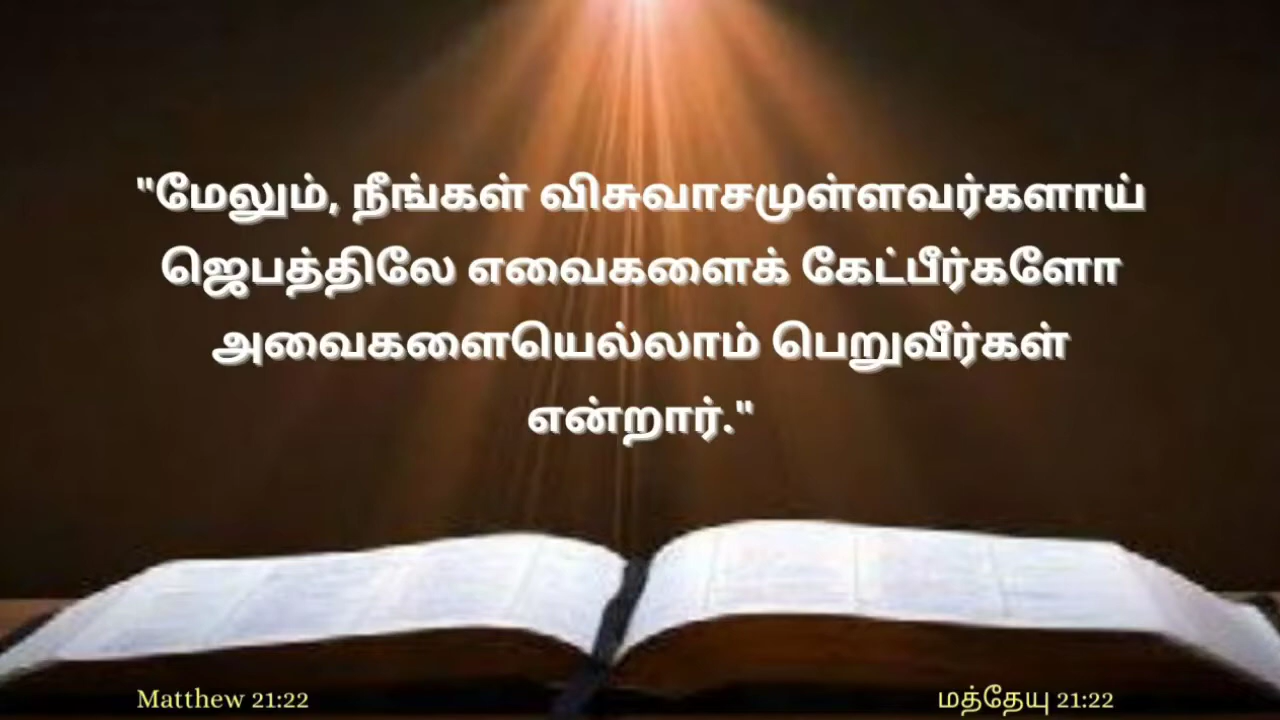 "மேலும், நீங்கள் விசுவாசமுள்ளவர்களாய்
ஜெபத்திலே எவைகளைக் கேட்பீர்களோ
அவைகளையெல்லாம் பெறுவீர்கள்
என்றார்."
Matthew 21:22
மத்தேயு 21:22